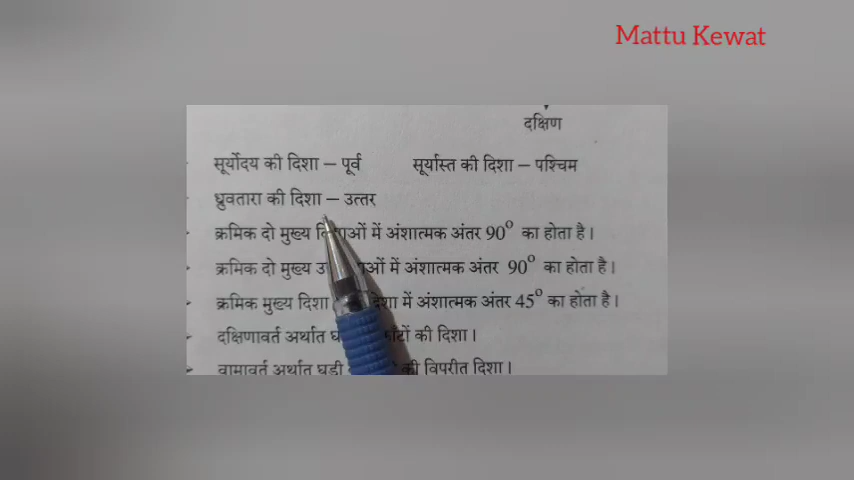 Mattu Kewat
दक्षिण
सूर्योदय की दिशा – पूर्व सूर्यास्त की दिशा – पश्चिम
ध्रुवतारा की दिशा – उत्तर
क्रमिक दो मुख्य में अंशात्मक अंतर 90° का होता है।
क्रमिक दो मुख्य में अंशात्मक अंतर 90° का होता है।
क्रमिक मुख्य दिशा में अंशात्मक अंतर 45° का होता है।
दक्षिणावर्त अर्थात की दिशा।
वामावर्त अर्थात घडी की विपरीत दिशा।